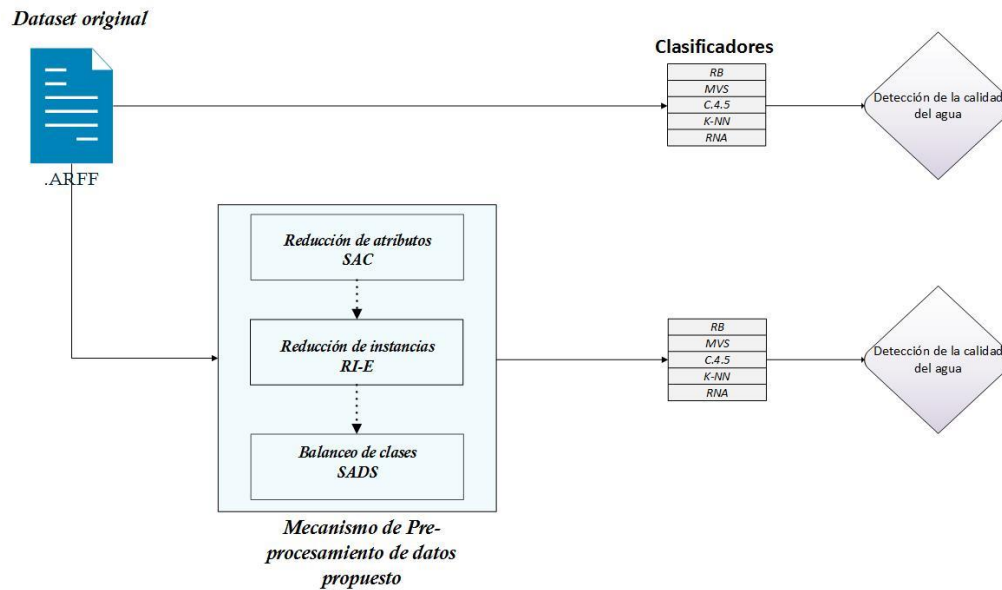 Dataset original
.ARFF
Clasificadores
RB
MVS
C.4.5
K-NN
RNA
Detección de la calidad
del agua
Reducción de atributos
SAC
Reducción de instancias
RI-E
Balanceo de clases
SADS
Mecanismo de Pre-
procesamiento de datos
propuesto
RB
MVS
C.4.5
K-NN
RNA
Detección de la calidad
del agua